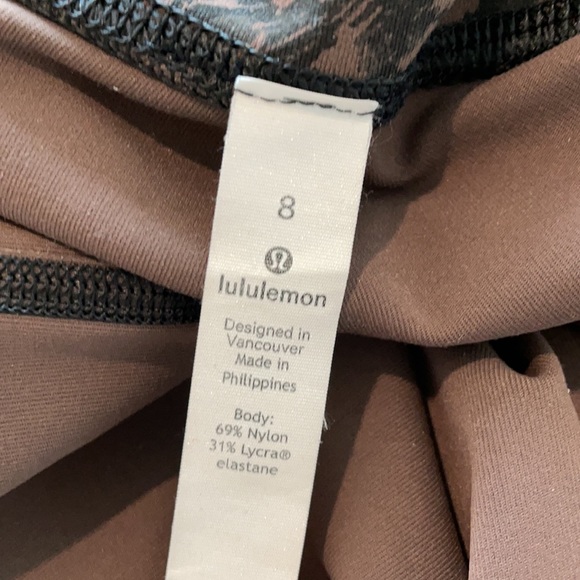 8
lululemon
Designed in
Vancouver
Made in
Philippines
Body:
69% Nylon
31% Lycra®
elastane